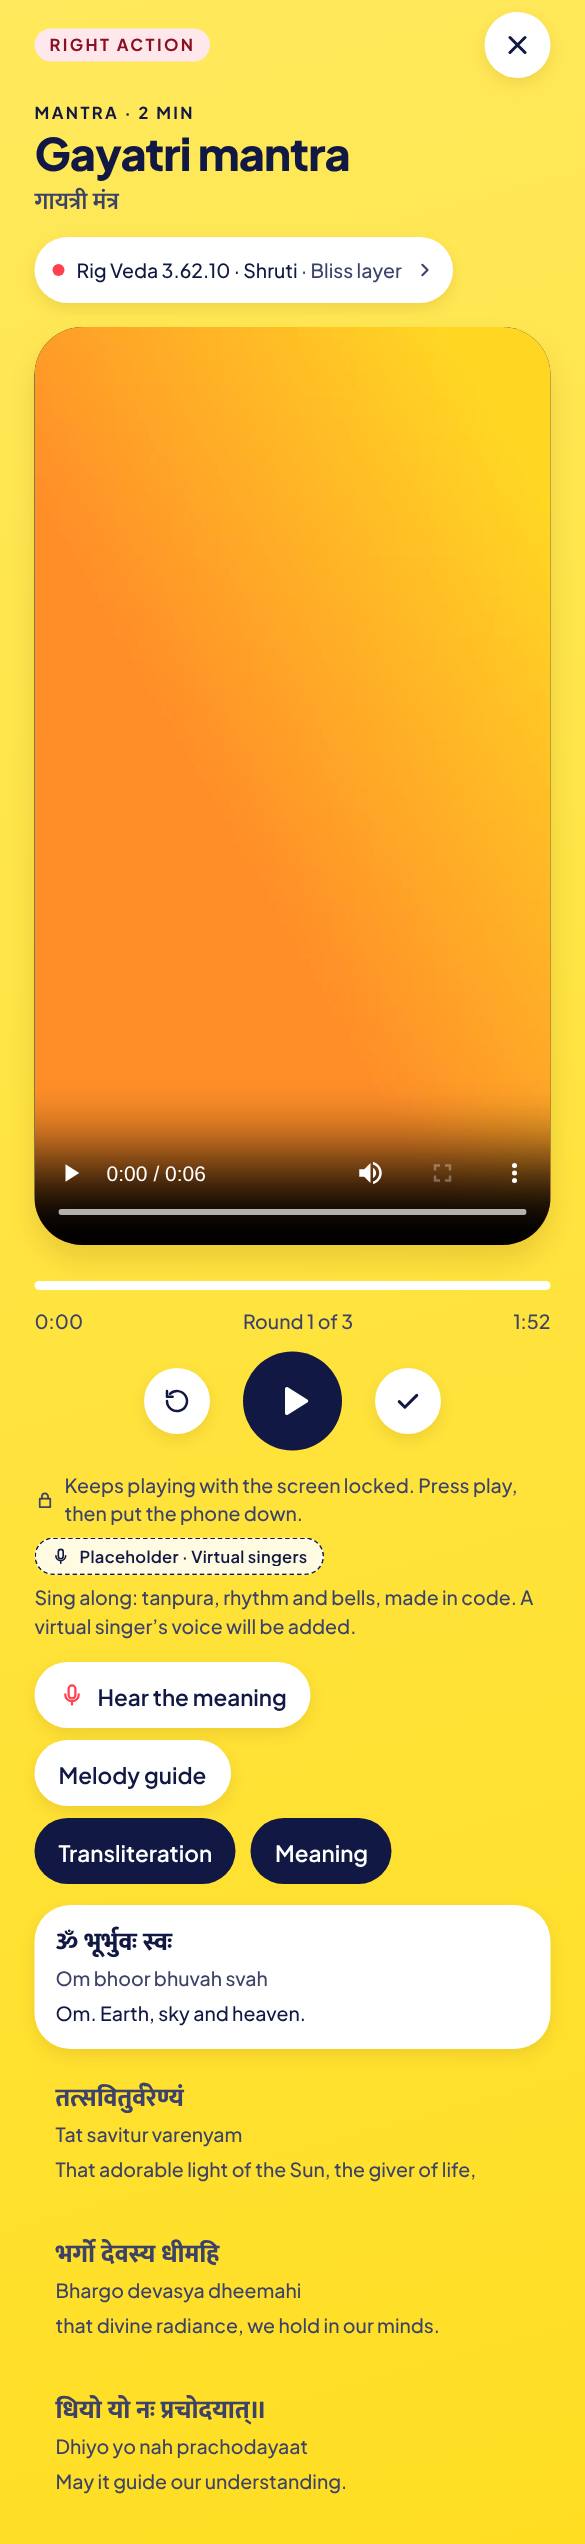 RIGHT ACTION
MANTRA · 2 MIN
Gayatri mantra
गायत्री मंत्र
Rig Veda 3.62.10 · Shruti · Bliss layer
0:00 / 0:06
0:00 Round 1 of 3 1:52
Keeps playing with the screen locked. Press play,
then put the phone down.
Placeholder · Virtual singers
Sing along: tanpura, rhythm and bells, made in code. A
virtual singer’s voice will be added.
Hear the meaning
Melody guide
Transliteration Meaning
ॐ भूर्भुवः स्वः
Om bhoor bhuvah svah
Om. Earth, sky and heaven.
तत्सवितुर्वरेण्यं
Tat savitur varenyam
That adorable light of the Sun, the giver of life,
भर्गो देवस्य धीमहि
Bhargo devasya dheemahi
that divine radiance, we hold in our minds.
धियो यो नः प्रचोदयात्॥
Dhiyo yo nah prachodayaat
May it guide our understanding.